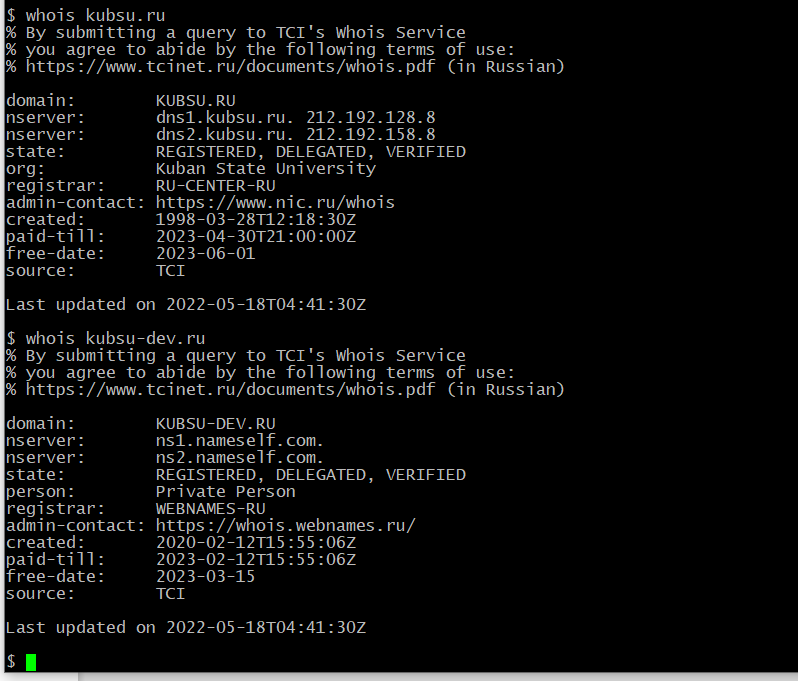 $ whois kubsu.ru
% By submitting a query to TCI's Whois Service
% you agree to abide by the following terms of use:
% https://www.tcinet.ru/documents/whois.pdf (in Russian)
domain:        KUBSU.RU
nserver:       dns1.kubsu.ru. 212.192.128.8
nserver:       dns2.kubsu.ru. 212.192.158.8
state:         REGISTERED, DELEGATED, VERIFIED
org:           Kuban State University
registrar:     RU-CENTER-RU
admin-contact: https://www.nic.ru/whois
created:       1998-03-28T12:18:30Z
paid-till:     2023-04-30T21:00:00Z
free-date:     2023-06-01
source:        TCI
Last updated on 2022-05-18T04:41:30Z
$ whois kubsu-dev.ru
% By submitting a query to TCI's Whois Service
% you agree to abide by the following terms of use:
% https://www.tcinet.ru/documents/whois.pdf (in Russian)
domain:        KUBSU-DEV.RU
nserver:       ns1.nameself.com.
nserver:       ns2.nameself.com.
state:         REGISTERED, DELEGATED, VERIFIED
person:        Private Person
registrar:     WEBNAMES-RU
admin-contact: https://whois.webnames.ru/
created:       2020-02-12T15:55:06Z
paid-till:     2023-02-12T15:55:06Z
free-date:     2023-03-15
source:        TCI
Last updated on 2022-05-18T04:41:30Z
$